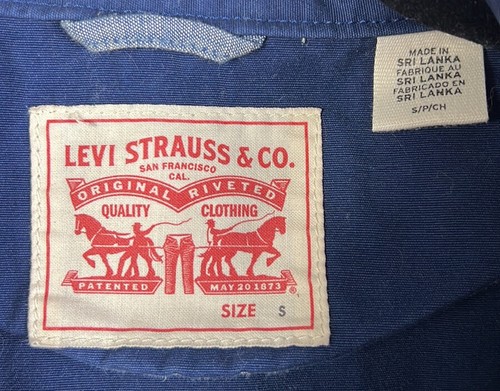 MADE IN
SRI LANKA
FABRIQUE AU
SRI LANKA
FABRICADO EN
SRI LANKA
S/P/CH
LEVI STRAUSS & CO.
SAN FRANCISCO
CAL.
ORIGINAL RIVETED
QUALITY CLOTHING
PATENTED MAY 20 1873 ®
SIZE S